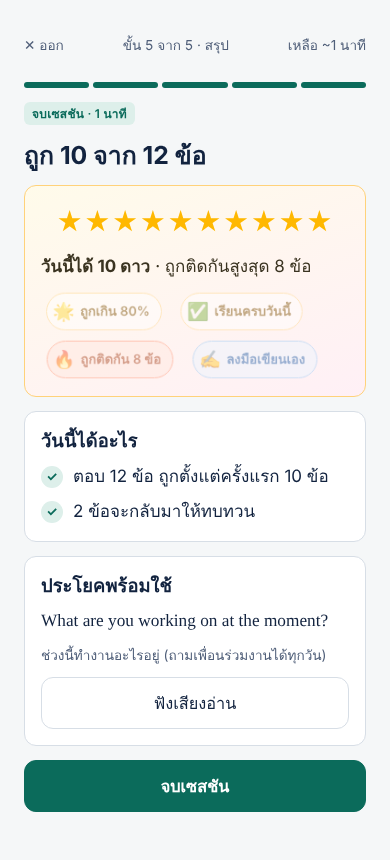 ✕ ออก
ขั้น 5 จาก 5 · สรุป
เหลือ ~1 นาที
จบเซสชัน · 1 นาที
ถูก 10 จาก 12 ข้อ
วันนี้ได้ 10 ดาว · ถูกติดกันสูงสุด 8 ข้อ
ถูกเกิน 80%
เรียนครบวันนี้
ถูกติดกัน 8 ข้อ
ลงมือเขียนเอง
วันนี้ได้อะไร
ตอบ 12 ข้อ ถูกตั้งแต่ครั้งแรก 10 ข้อ
2 ข้อจะกลับมาให้ทบทวน
ประโยคพร้อมใช้
What are you working on at the moment?
ช่วงนี้ทำงานอะไรอยู่ (ถามเพื่อนร่วมงานได้ทุกวัน)
ฟังเสียงอ่าน
จบเซสชัน